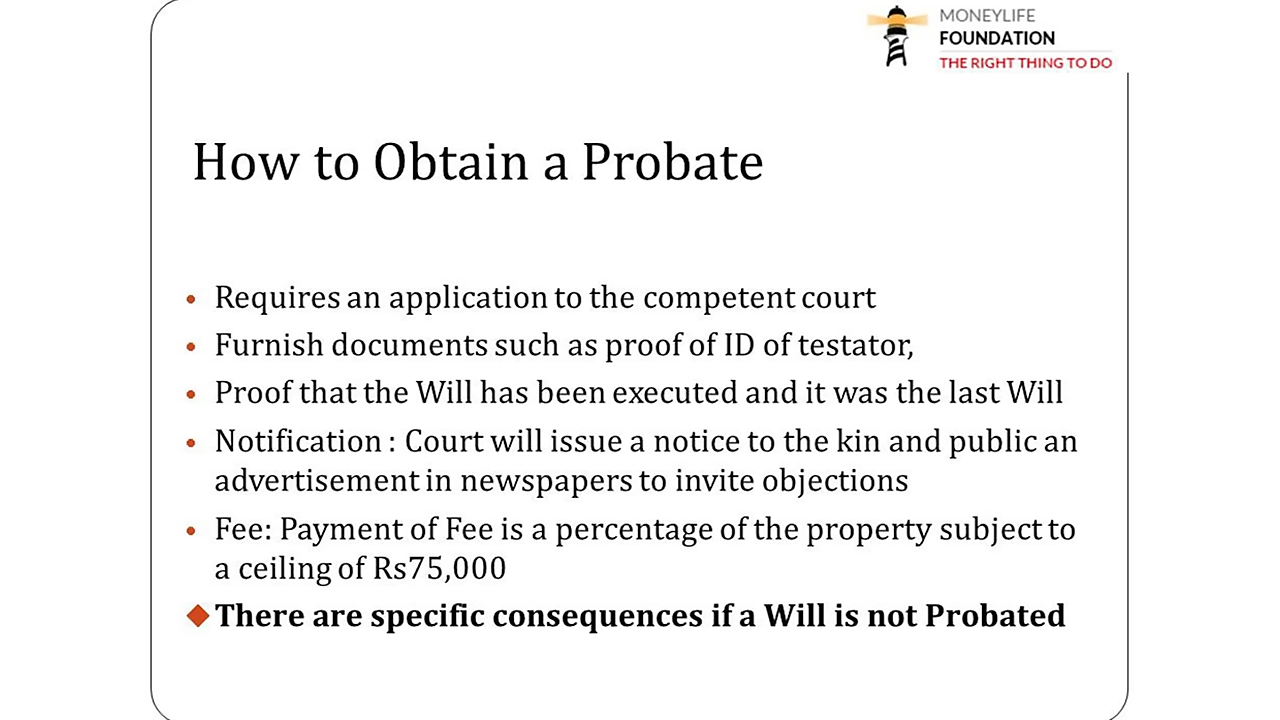 MONEYLIFE
FOUNDATION
THE RIGHT THING TO DO
How to Obtain a Probate
• Requires an application to the competent court
• Furnish documents such as proof of ID of testator,
• Proof that the Will has been executed and it was the last Will
• Notification : Court will issue a notice to the kin and public an
advertisement in newspapers to invite objections
• Fee: Payment of Fee is a percentage of the property subject to
a ceiling of Rs75,000
◆ There are specific consequences if a Will is not Probated